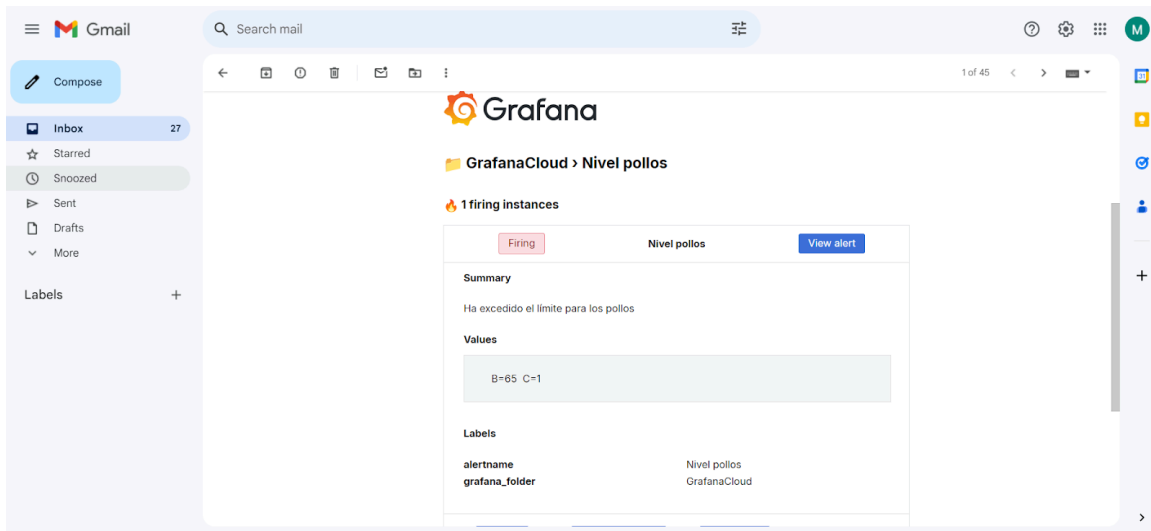 Gmail
Search mail
M
Compose
1 of 45
31
Inbox 27
Starred
Snoozed
Sent
Drafts
More
Labels
Grafana
GrafanaCloud › Nivel pollos
1 firing instances
Firing Nivel pollos View alert
Summary
Ha excedido el límite para los pollos
Values
B=65 C=1
Labels
alertname Nivel pollos
grafana_folder GrafanaCloud